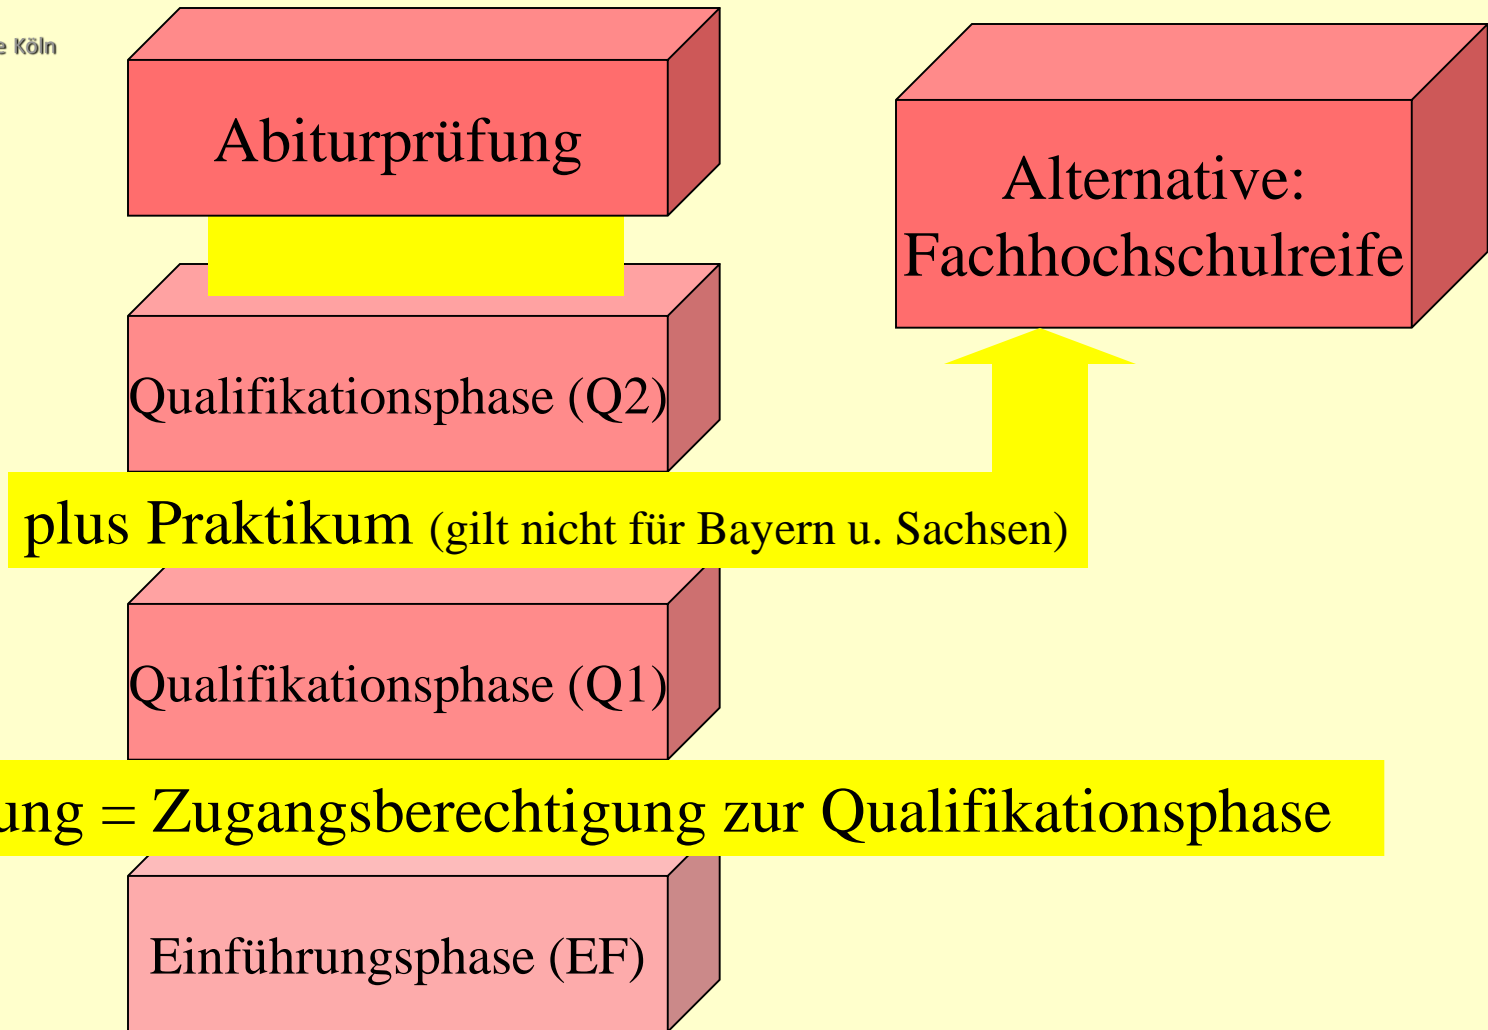 Köln
Abiturprüfung
Alternative:
Fachhochschulreife
Qualifikationsphase (Q2)
plus Praktikum (gilt nicht für Bayern u. Sachsen)
Qualifikationsphase (Q1)
= Zugangsberechtigung zur Qualifikationsphase
Einführungsphase (EF)